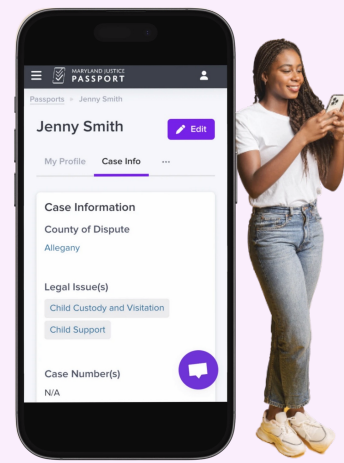 MARYLAND JUSTICE
PASSPORT
Passports > Jenny Smith
Jenny Smith
Edit
My Profile Case Info ...
Case Information
County of Dispute
Allegany
Legal Issue(s)
Child Custody and Visitation
Child Support
Case Number(s)
N/A